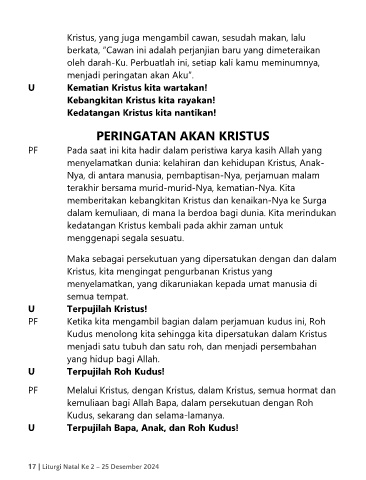 Kristus, yang juga mengambil cawan, sesudah makan, lalu
berkata, “Cawan ini adalah perjanjian baru yang dimeteraikan
oleh darah-Ku. Perbuatlah ini, setiap kali kamu meminumnya,
menjadi peringatan akan Aku”.
U Kematian Kristus kita wartakan!
Kebangkitan Kristus kita rayakan!
Kedatangan Kristus kita nantikan!
PERINGATAN AKAN KRISTUS
PF Pada saat ini kita hadir dalam peristiwa karya kasih Allah yang
menyelamatkan dunia: kelahiran dan kehidupan Kristus, Anak-
Nya, di antara manusia, pembaptisan-Nya, perjamuan malam
terakhir bersama murid-murid-Nya, kematian-Nya. Kita
memberitakan kebangkitan Kristus dan kenaikan-Nya ke Surga
dalam kemuliaan, di mana Ia berdoa bagi dunia. Kita merindukan
kedatangan Kristus kembali pada akhir zaman untuk
menggenapi segala sesuatu.
Maka sebagai persekutuan yang dipersatukan dengan dan dalam
Kristus, kita mengingat pengurbanan Kristus yang
menyelamatkan, yang dikaruniakan kepada umat manusia di
semua tempat.
U Terpujilah Kristus!
PF Ketika kita mengambil bagian dalam perjamuan kudus ini, Roh
Kudus menolong kita sehingga kita dipersatukan dalam Kristus
menjadi satu tubuh dan satu roh, dan menjadi persembahan
yang hidup bagi Allah.
U Terpujilah Roh Kudus!
PF Melalui Kristus, dengan Kristus, dalam Kristus, semua hormat dan
kemuliaan bagi Allah Bapa, dalam persekutuan dengan Roh
Kudus, sekarang dan selama-lamanya.
U Terpujilah Bapa, Anak, dan Roh Kudus!
17 | Liturgi Natal Ke 2 – 25 Desember 2024